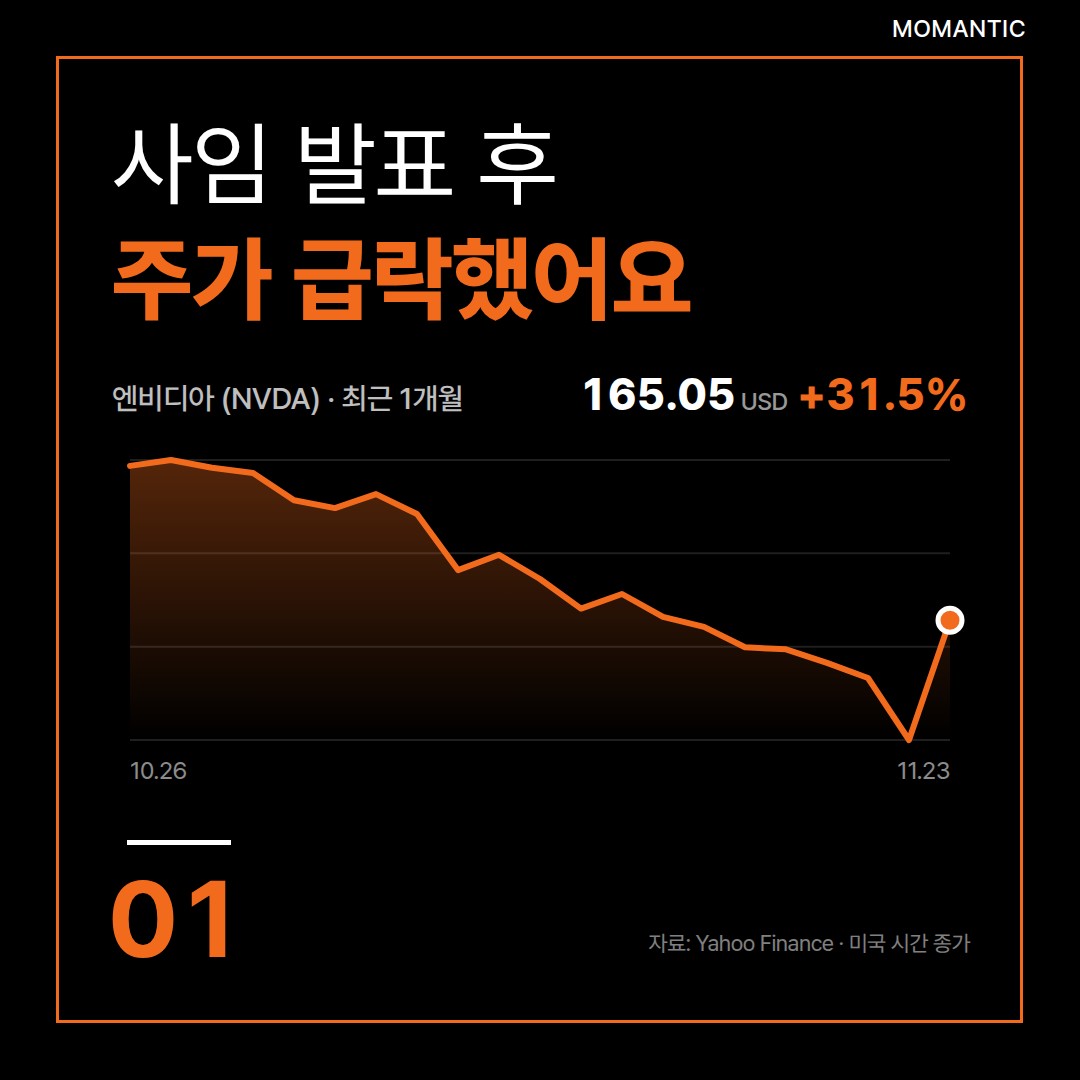 MOMANTIC
사임 발표 후
주가 급락했어요
엔비디아 (NVDA) · 최근 1개월
165.05 USD +31.5%
10.26
11.23
01
자료: Yahoo Finance · 미국 시간 종가